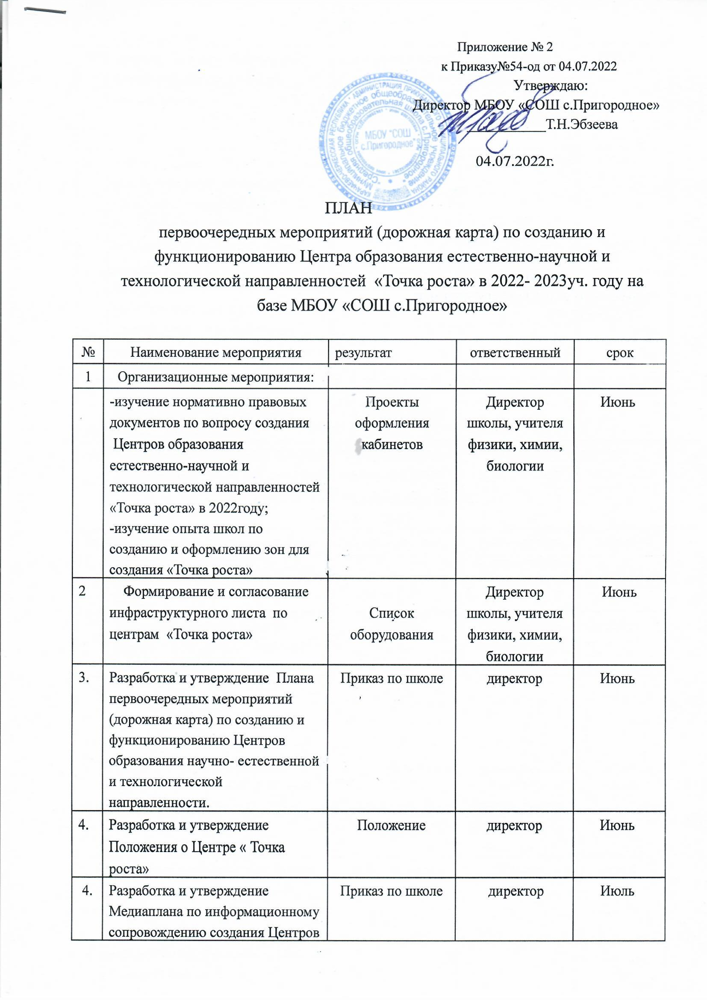 Приложение № 2
к Приказу№54-од от 04.07.2022
Утверждаю:
Директор МБОУ «СОШ с.Пригородное»
____________Т.Н.Эбзеева
МБОУ "СОШ
с.Пригородное"
04.07.2022г.
ПЛАН
первоочередных мероприятий (дорожная карта) по созданию и
функционированию Центра образования естественно-научной и
технологической направленностей «Точка роста» в 2022- 2023уч. году на
базе МБОУ «СОШ с.Пригородное»
№ Наименование мероприятия результат ответственный срок
1 Организационные мероприятия:
-изучение нормативно правовых Проекты Директор Июнь
документов по вопросу создания оформления школы, учителя
Центров образования кабинетов физики, химии,
естественно-научной и биологии
технологической направленностей
«Точка роста» в 2022году;
-изучение опыта школ по
созданию и оформлению зон для
создания «Точка роста»
2 Формирование и согласование Директор Июнь
инфраструктурного листа по Список школы, учителя
центрам «Точка роста» оборудования физики, химии,
биологии
3. Разработка и утверждение Плана Приказ по школе директор Июнь
первоочередных мероприятий
(дорожная карта) по созданию и
функционированию Центров
образования научно- естественной
и технологической
направленности.
4. Разработка и утверждение Положение директор Июнь
Положения о Центре « Точка
роста»
4. Разработка и утверждение Приказ по школе директор Июль
Медиаплана по информационному
сопровождению создания Центров